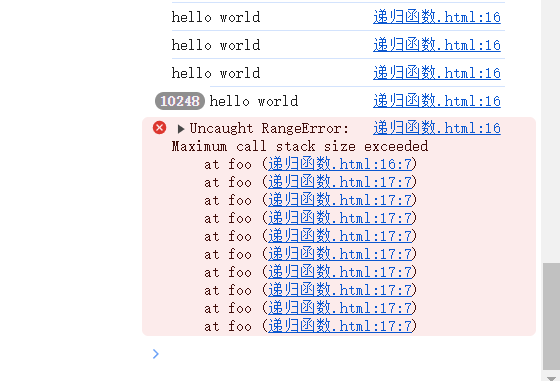 hello world 递归函数.html:16
hello world 递归函数.html:16
hello world 递归函数.html:16
10248 hello world 递归函数.html:16
Uncaught RangeError: 递归函数.html:16
Maximum call stack size exceeded
at foo (递归函数.html:16:7)
at foo (递归函数.html:17:7)
at foo (递归函数.html:17:7)
at foo (递归函数.html:17:7)
at foo (递归函数.html:17:7)
at foo (递归函数.html:17:7)
at foo (递归函数.html:17:7)
at foo (递归函数.html:17:7)
at foo (递归函数.html:17:7)
at foo (递归函数.html:17:7)